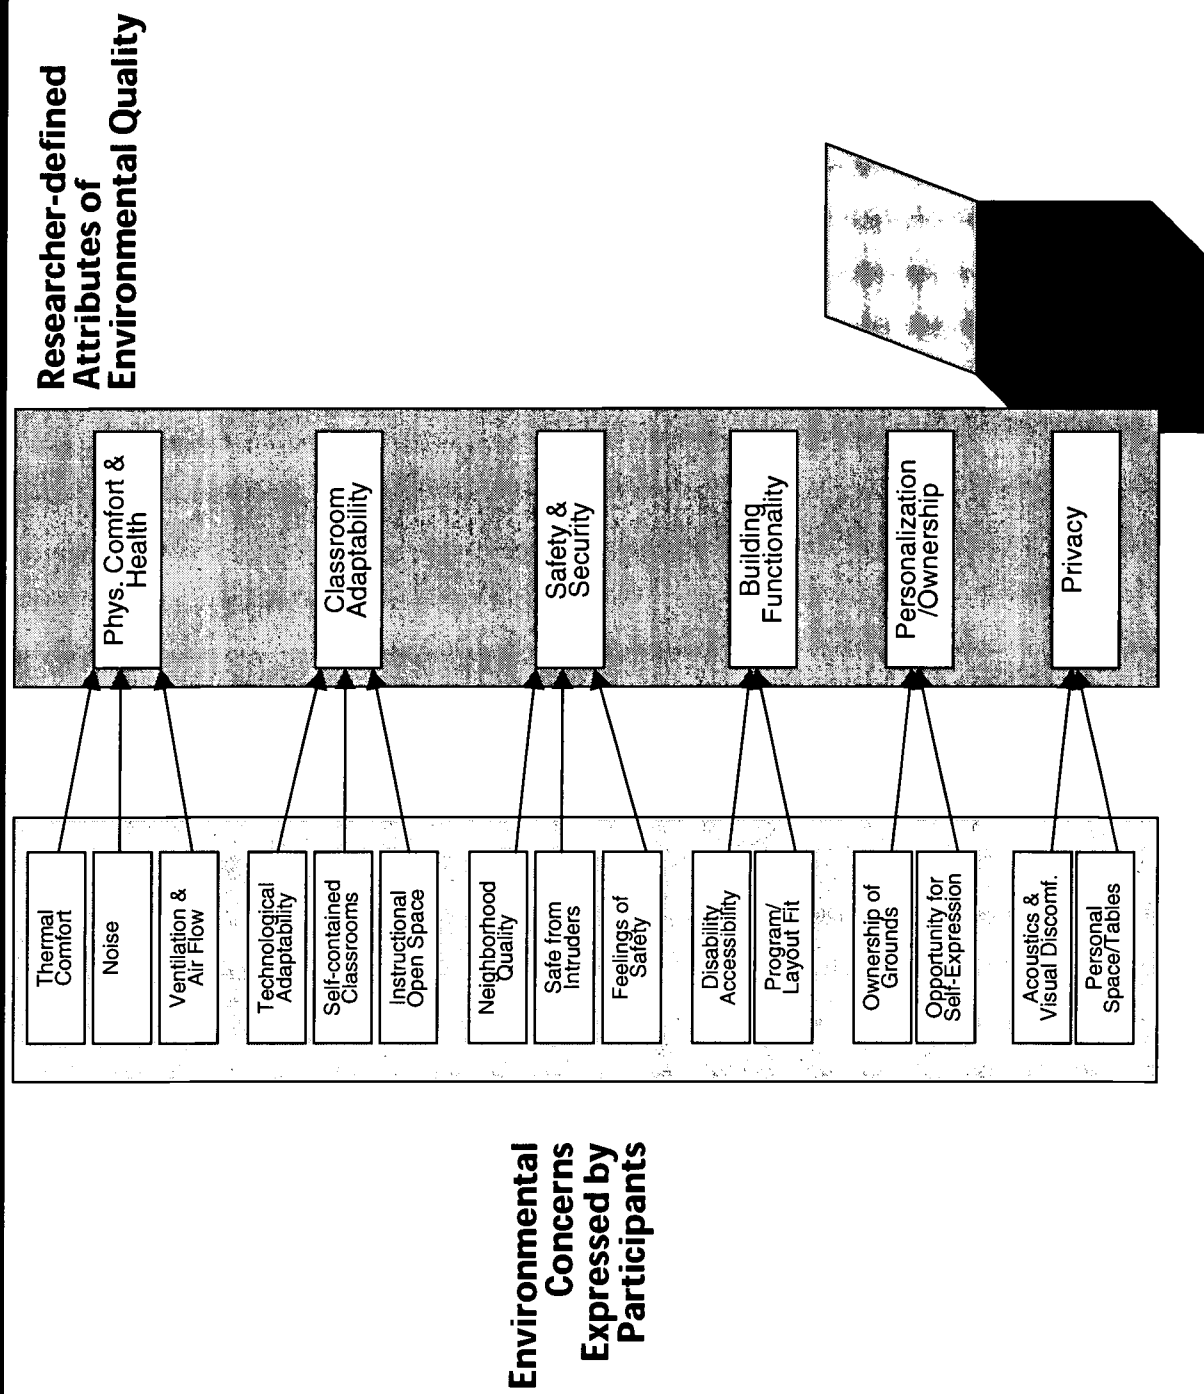 Researcher-defined
Attributes of
Environmental Quality
Environmental
Concerns
Expressed by
Participants
Thermal
Comfort
Noise
Ventilation &
Air Flow
Phys. Comfort &
Health
Technological
Adaptability
Self-contained
Classrooms
Instructional
Open Space
Classroom
Adaptability
Neighborhood
Quality
Safe from
Intruders
Feelings of
Safety
Safety &
Security
Disability
Accessibility
Program/
Layout Fit
Building
Functionality
Ownership of
Grounds
Opportunity for
Self-Expression
Personalization
/Ownership
Acoustics &
Visual Discomf.
Personal
Space/Tables
Privacy